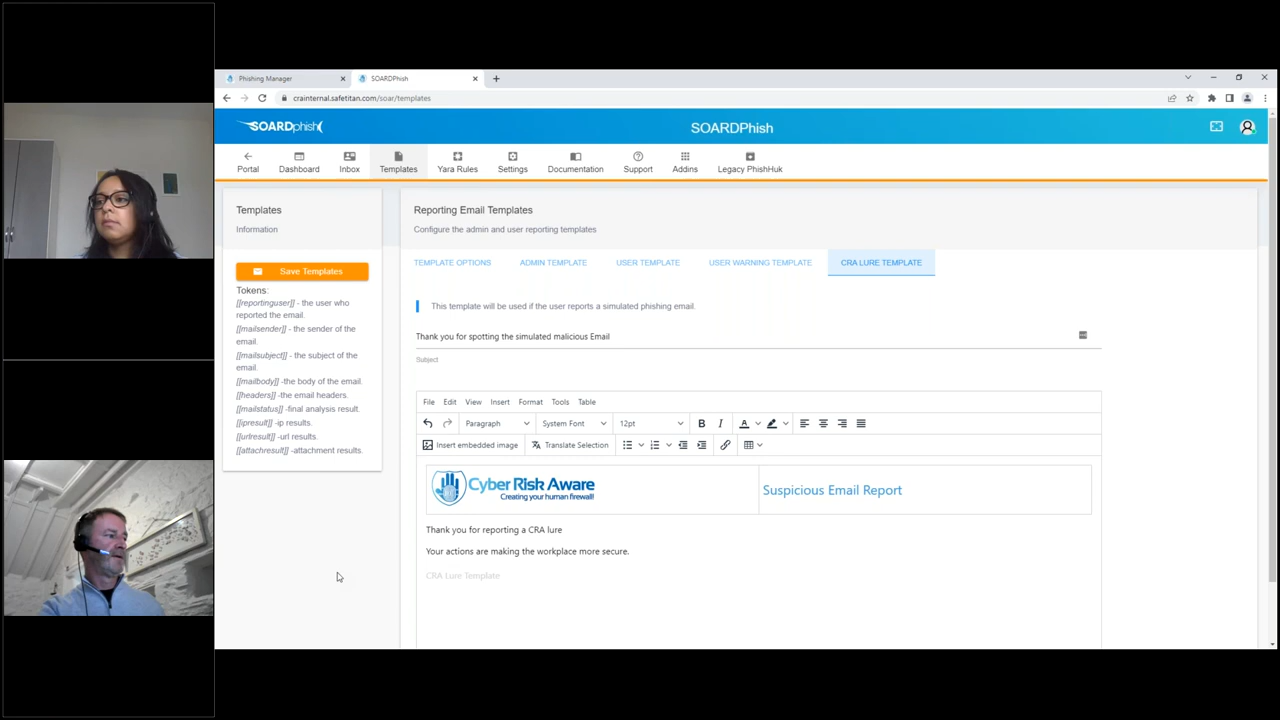 Phishing Manager
SOARDPhish
crainternal.safetitan.com/soar/templates
SOARDphish
SOARDPhish
Portal
Dashboard
Inbox
Templates
Yara Rules
Settings
Documentation
Support
Addins
Legacy PhishHuk
Templates
Information
Save Templates
Tokens:
[[reportinguser]] - the user who
reported the email.
[[mailsender]] - the sender of the
email.
[[mailsubject]] - the subject of the
email.
[[mailbody]] -the body of the email.
[[headers]] -the email headers.
[[mailstatus]] -final analysis result.
[[ipresult]] -ip results.
[[urlresult]] -url results.
[[attachresult]] -attachment results.
Reporting Email Templates
Configure the admin and user reporting templates
TEMPLATE OPTIONS
ADMIN TEMPLATE
USER TEMPLATE
USER WARNING TEMPLATE
CRA LURE TEMPLATE
This template will be used if the user reports a simulated phishing email.
Thank you for spotting the simulated malicious Email
Subject
File Edit View Insert Format Tools Table
Paragraph System Font 12pt B I A
Insert embedded image Translate Selection
Cyber Risk Aware
Creating your human firewall!
Suspicious Email Report
Thank you for reporting a CRA lure
Your actions are making the workplace more secure.
CRA Lure Template